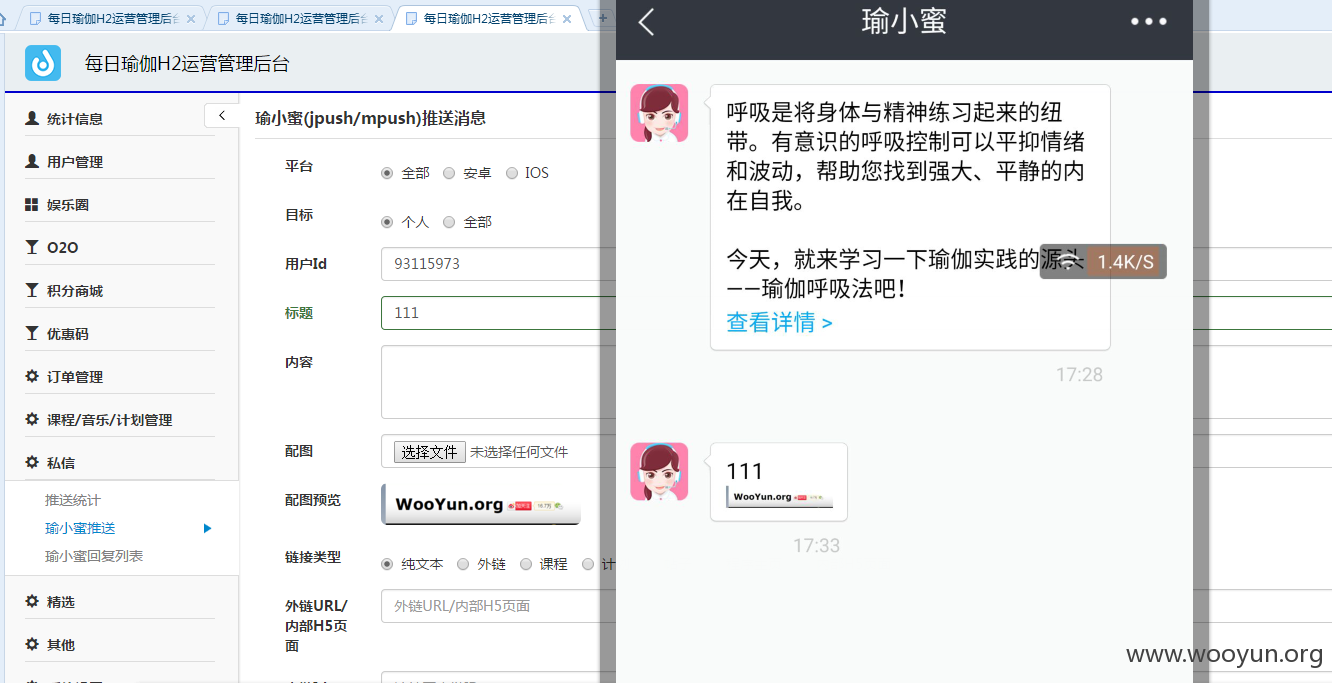 每日瑜伽H2运营管理后台
每日瑜伽H2运营管理后台
每日瑜伽H2运营管理后台
每日瑜伽H2运营管理后台
统计信息
用户管理
娱乐圈
O2O
积分商城
优惠码
订单管理
课程/音乐/计划管理
私信
推送统计
瑜小蜜推送
瑜小蜜回复列表
精选
其他
瑜小蜜(jpush/mpush)推送消息
平台
全部 安卓 IOS
目标
个人 全部
用户Id
93115973
标题
111
内容
配图
选择文件 未选择任何文件
配图预览
WooYun.org
链接类型
纯文本 外链 课程 计
外链URL/
内部H5页
面
外链URL/内部H5页面
瑜小蜜
呼吸是将身体与精神练习起来的纽
带。有意识的呼吸控制可以平抑情绪
和波动，帮助您找到强大、平静的内
在自我。
今天，就来学习一下瑜伽实践的源头
——瑜伽呼吸法吧！
查看详情 >
1.4K/S
17:28
111
WooYun.org
17:33
www.wooyun.org